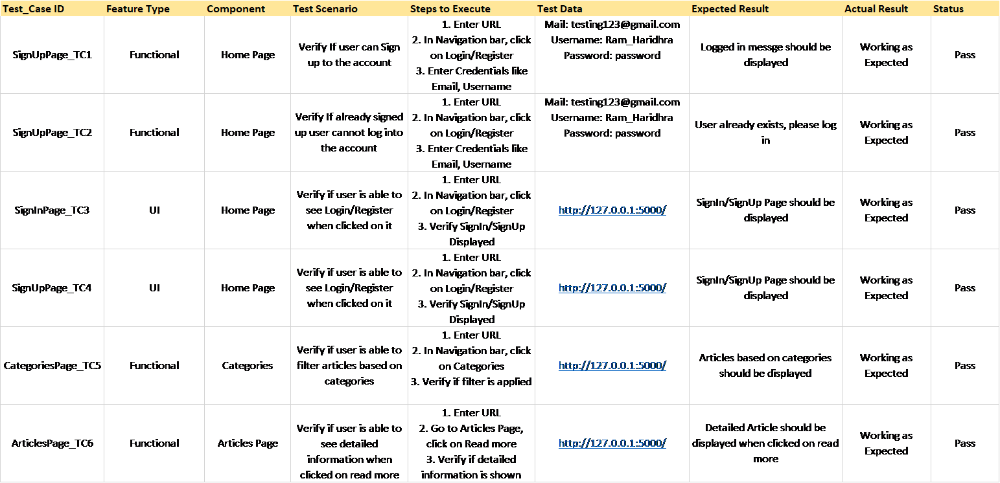 Test_Case ID Feature Type Component Test Scenario Steps to Execute Test Data Expected Result Actual Result Status
SignUpPage_TC1
Functional
Home Page
Verify If user can Sign
up to the account
1. Enter URL
2. In Navigation bar, click
on Login/Register
3. Enter Credentials like
Email, Username
Mail: testing123@gmail.com
Username: Ram_Haridhra
Password: password
Logged in messge should be
displayed
Working as
Expected
Pass
SignUpPage_TC2
Functional
Home Page
Verify If already signed
up user cannot log into
the account
1. Enter URL
2. In Navigation bar, click
on Login/Register
3. Enter Credentials like
Email, Username
Mail: testing123@gmail.com
Username: Ram_Haridhra
Password: password
User already exists, please log
in
Working as
Expected
Pass
SignInPage_TC3
UI
Home Page
Verify if user is able to
see Login/Register
when clicked on it
1. Enter URL
2. In Navigation bar, click
on Login/Register
3. Verify SignIn/SignUp
Displayed
http://127.0.0.1:5000/
SignIn/SignUp Page should be
displayed
Working as
Expected
Pass
SignUpPage_TC4
UI
Home Page
Verify if user is able to
see Login/Register
when clicked on it
1. Enter URL
2. In Navigation bar, click
on Login/Register
3. Verify SignIn/SignUp
Displayed
http://127.0.0.1:5000/
SignIn/SignUp Page should be
displayed
Working as
Expected
Pass
CategoriesPage_TC5
Functional
Categories
Verify if user is able to
filter articles based on
categories
1. Enter URL
2. In Navigation bar, click
on Categories
3. Verify if filter is applied
http://127.0.0.1:5000/
Articles based on categories
should be displayed
Working as
Expected
Pass
ArticlesPage_TC6
Functional
Articles Page
Verify if user is able to
see detailed
information when
clicked on read more
1. Enter URL
2. Go to Articles Page,
click on Read more
3. Verify if detailed
information is shown
http://127.0.0.1:5000/
Detailed Article should be
displayed when clicked on read
more
Working as
Expected
Pass